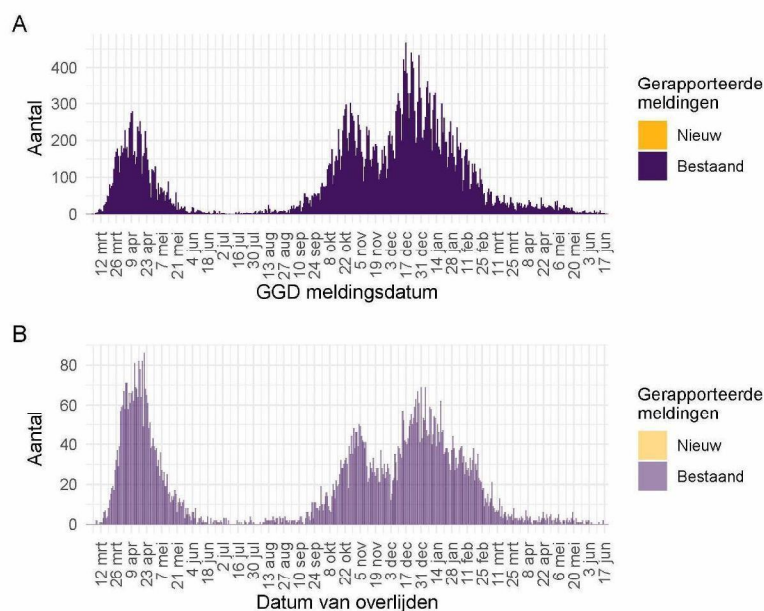 A
Aantal
400
300
200
100
0
12 mrt
26 mrt
9 apr
23 apr
7 mei
21 mei
4 jun
18 jun
2 jul
16 jul
30 jul
13 aug
27 aug
10 sep
24 sep
8 okt
22 okt
5 nov
19 nov
3 dec
17 dec
31 dec
14 jan
28 jan
11 feb
25 feb
11 mrt
25 mrt
8 apr
22 apr
6 mei
20 mei
3 jun
17 jun
GGD meldingsdatum
Gerapporteerde
meldingen
Nieuw
Bestaand
B
Aantal
80
60
40
20
0
12 mrt
26 mrt
9 apr
23 apr
7 mei
21 mei
4 jun
18 jun
2 jul
16 jul
30 jul
13 aug
27 aug
10 sep
24 sep
8 okt
22 okt
5 nov
19 nov
3 dec
17 dec
31 dec
14 jan
28 jan
11 feb
25 feb
11 mrt
25 mrt
8 apr
22 apr
6 mei
20 mei
3 jun
17 jun
Datum van overlijden
Gerapporteerde
meldingen
Nieuw
Bestaand